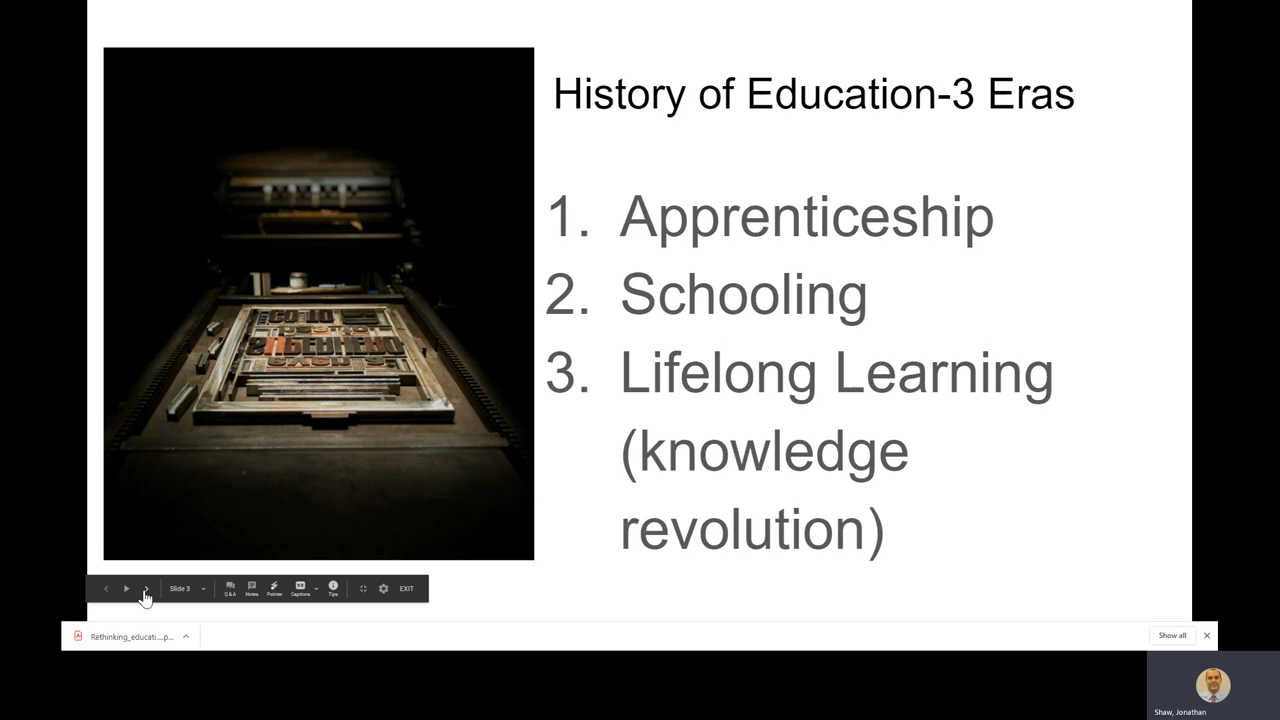 History of Education-3 Eras
1. Apprenticeship
2. Schooling
3. Lifelong Learning
(knowledge
revolution)
Slide 3
Q&A
Notes
Pointer
Captions
Tips
EXIT
Rethinking_educati....p...
Show all
Shaw, Jonathan